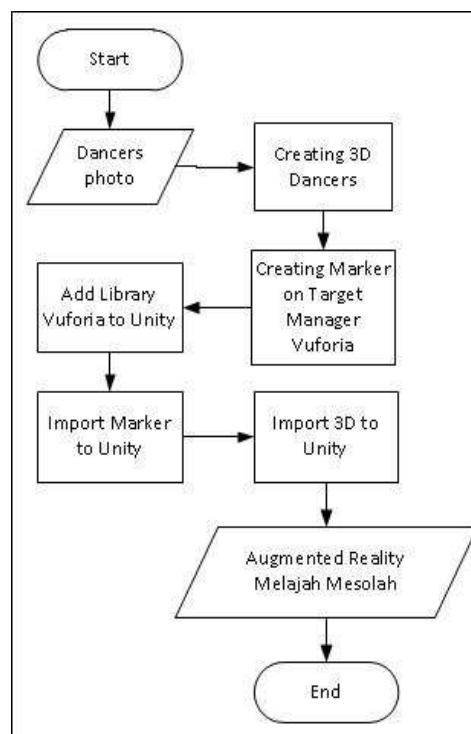 Start
Dancers
photo
Creating 3D
Dancers
Creating Marker
on Target
Manager
Vuforia
Add Library
Vuforia to Unity
Import Marker
to Unity
Import 3D to
Unity
Augmented Reality
Melajah Mesolah
End